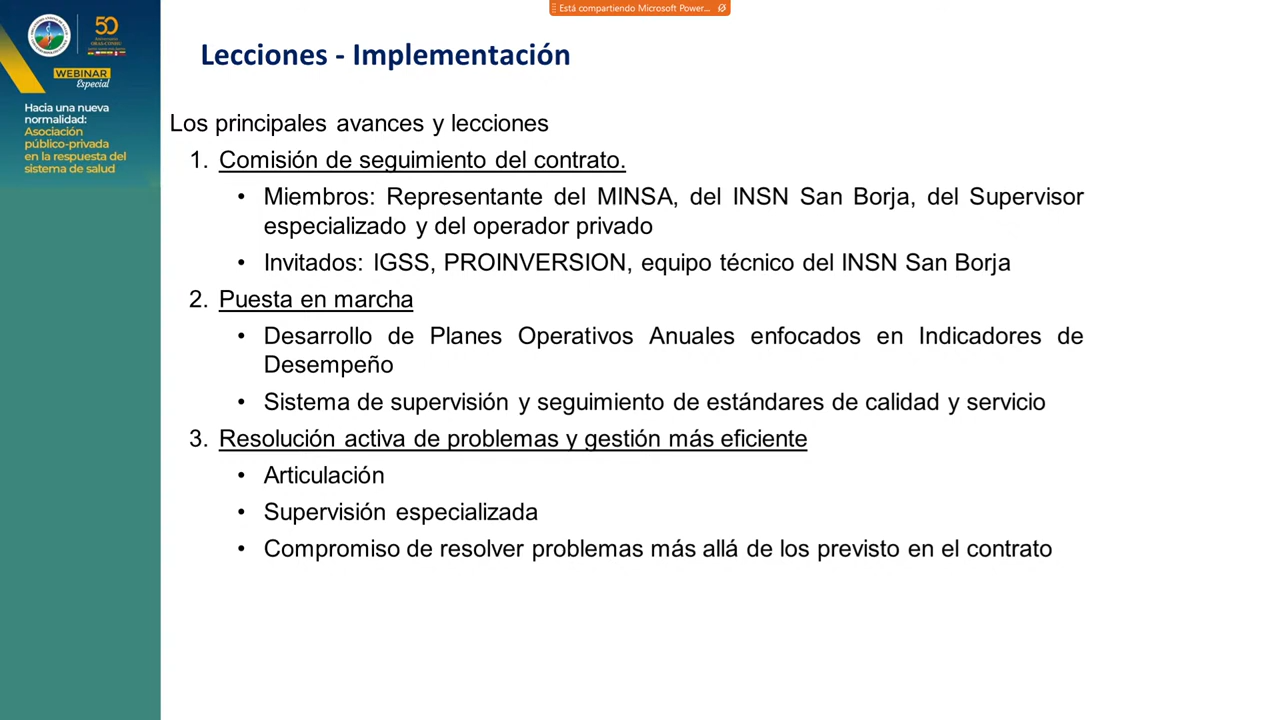 Está compartiendo Microsoft Power...
50
WEBINAR
Especial
Hacia una nueva
normalidad:
Asociación
público-privada
en la respuesta del
sistema de salud
Lecciones - Implementación
Los principales avances y lecciones
1. Comisión de seguimiento del contrato.
• Miembros: Representante del MINSA, del INSN San Borja, del Supervisor
especializado y del operador privado
• Invitados: IGSS, PROINVERSION, equipo técnico del INSN San Borja
2. Puesta en marcha
• Desarrollo de Planes Operativos Anuales enfocados en Indicadores de
Desempeño
• Sistema de supervisión y seguimiento de estándares de calidad y servicio
3. Resolución activa de problemas y gestión más eficiente
• Articulación
• Supervisión especializada
• Compromiso de resolver problemas más allá de los previsto en el contrato